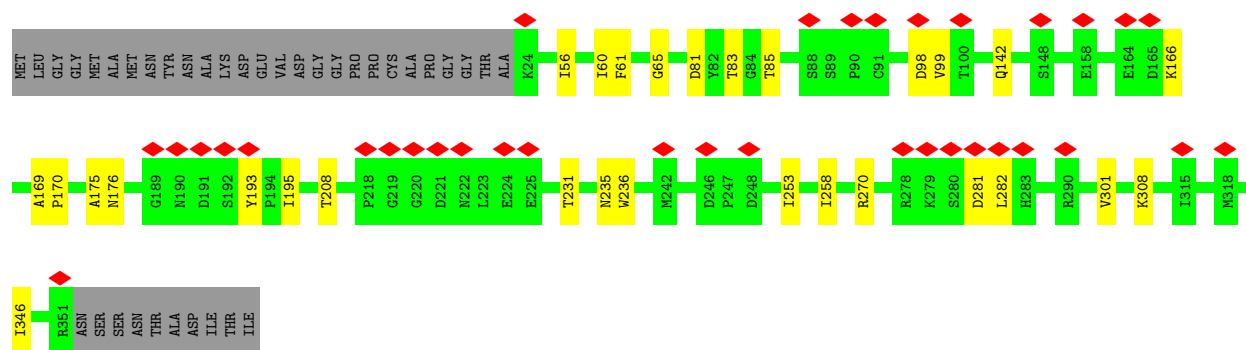 MET LEU GLY GLY MET ALA MET ASN TYR ASN ALA LYS ASP GLU VAL ASP GLY GLY PRO PRO CYS ALA PRO GLY GLY THR ALA K24 I56 I60 F61 G65 D81 Y82 T83 G84 T85 S88 S89 P90 C91 D98 V99 T100 Q142 S148 E158 E164 D165 K166
A169 P170 A175 N176 G189 N190 D191 S192 Y193 P194 I195 T208 P218 G219 G220 D221 N222 L223 E224 E225 T231 N235 W236 M242 D246 P247 D248 I253 I258 R270 R278 K279 S280 D281 L282 H283 R290 V301 K308 I315 M318
I346 R351 ASN SER SER ASN THR ALA ASP ILE THR ILE